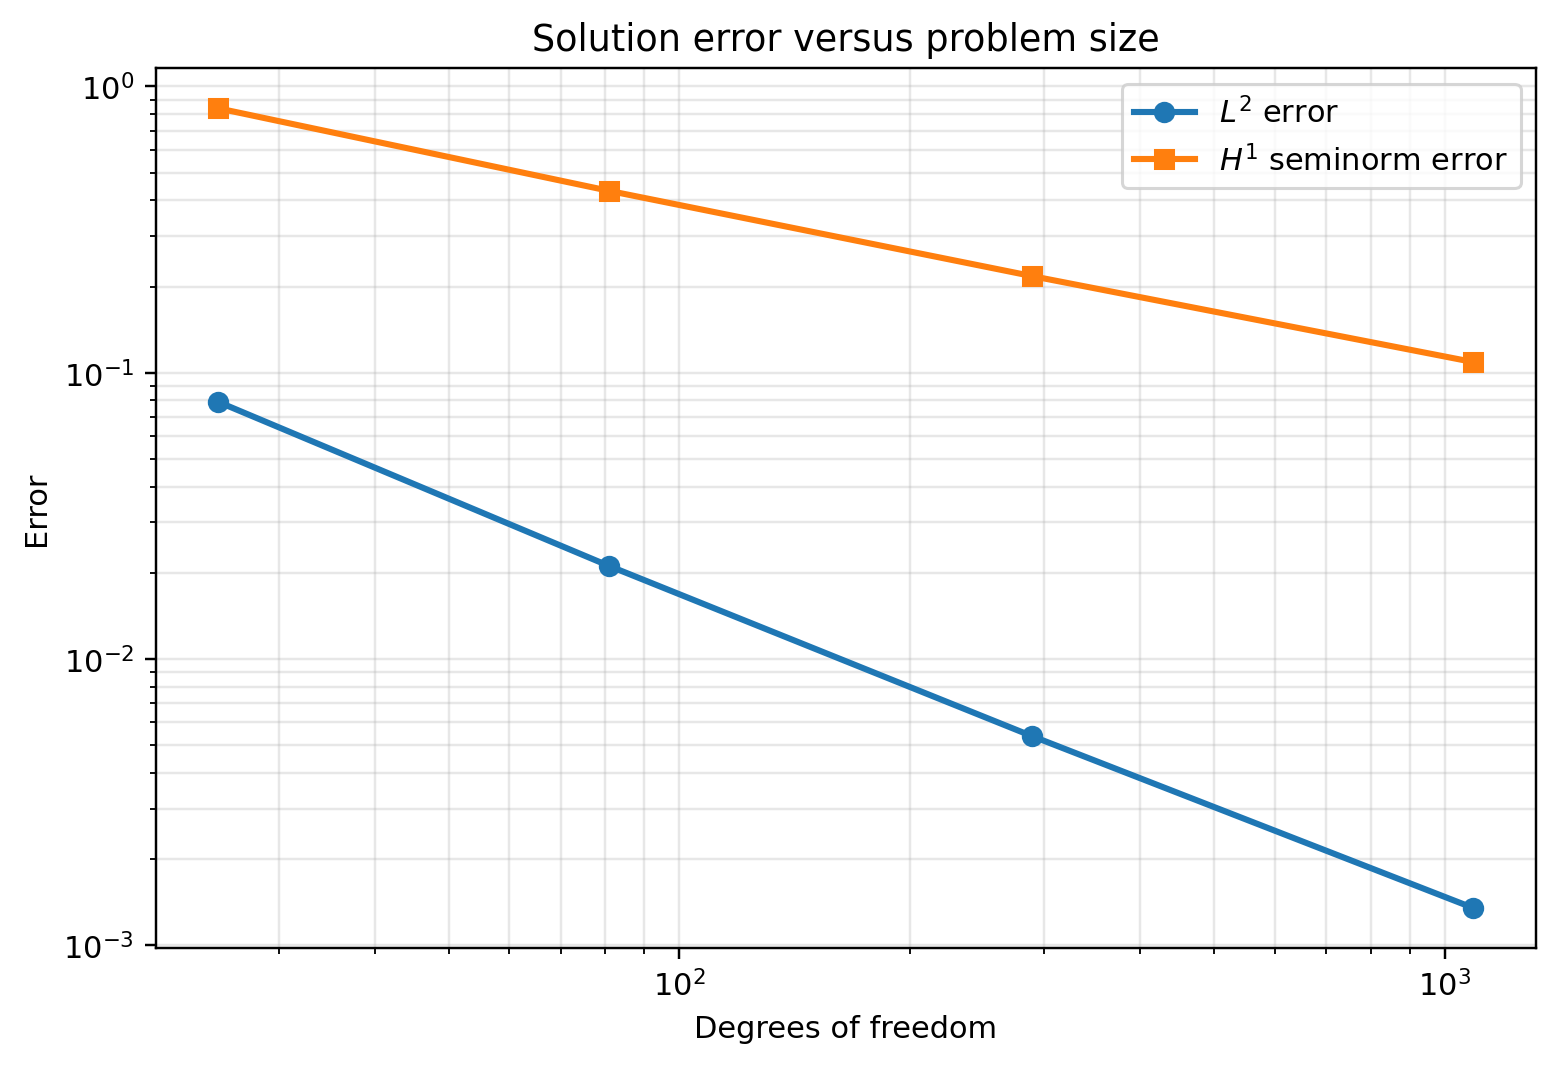 Solution error versus problem size
10⁰
10⁻¹
10⁻²
10⁻³
Error
L² error
H¹ seminorm error
10²
10³
Degrees of freedom